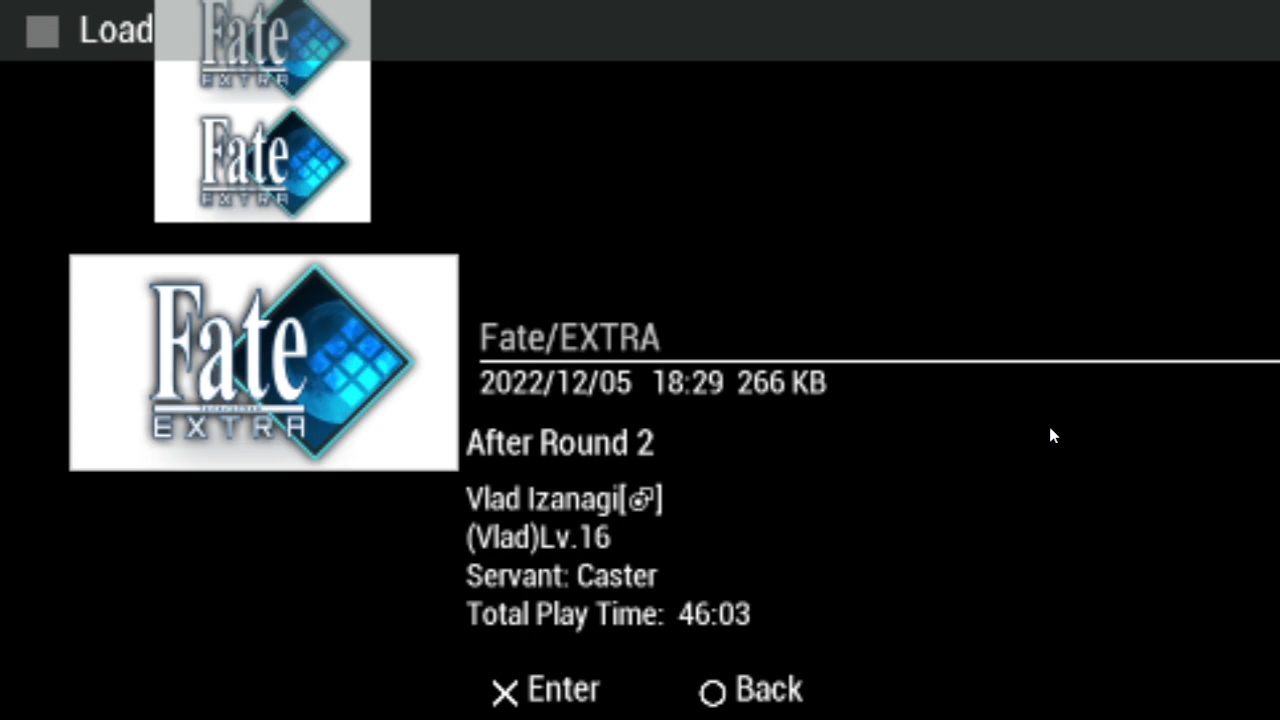 Load
Fate
EXTRA
Fate
EXTRA
Fate
EXTRA
Fate/EXTRA
2022/12/05 18:29 266 KB
After Round 2
Vlad Izanagi[♂]
(Vlad)Lv.16
Servant: Caster
Total Play Time: 46:03
Enter
Back